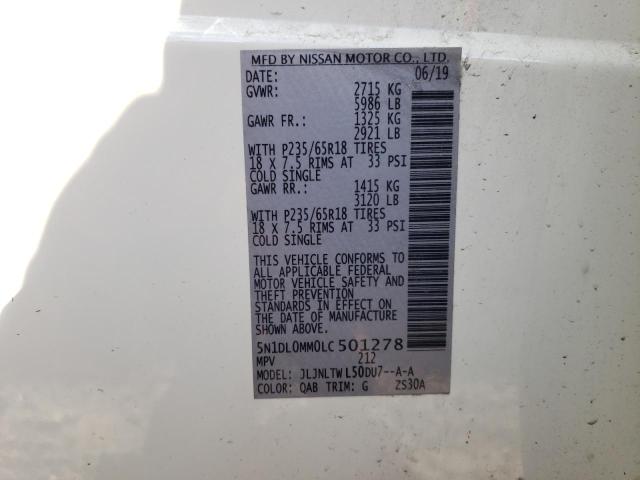 MFD BY NISSAN MOTOR CO., LTD.
DATE: 06/19
GVWR: 2715 KG
5986 LB
GAWR FR.: 1325 KG
2921 LB
WITH P235/65R18 TIRES
18 X 7.5 RIMS AT 33 PSI
COLD SINGLE
GAWR RR.: 1415 KG
3120 LB
WITH P235/65R18 TIRES
18 X 7.5 RIMS AT 33 PSI
COLD SINGLE
THIS VEHICLE CONFORMS TO
ALL APPLICABLE FEDERAL
MOTOR VEHICLE SAFETY AND
THEFT PREVENTION
STANDARDS IN EFFECT ON
THE DATE OF MANUFACTURE
SHOWN ABOVE.
5N1DL0MM0LC501278
MPV 212
MODEL: JLJNLTWL50DU7--A-A
COLOR: QAB TRIM: G ZS30A